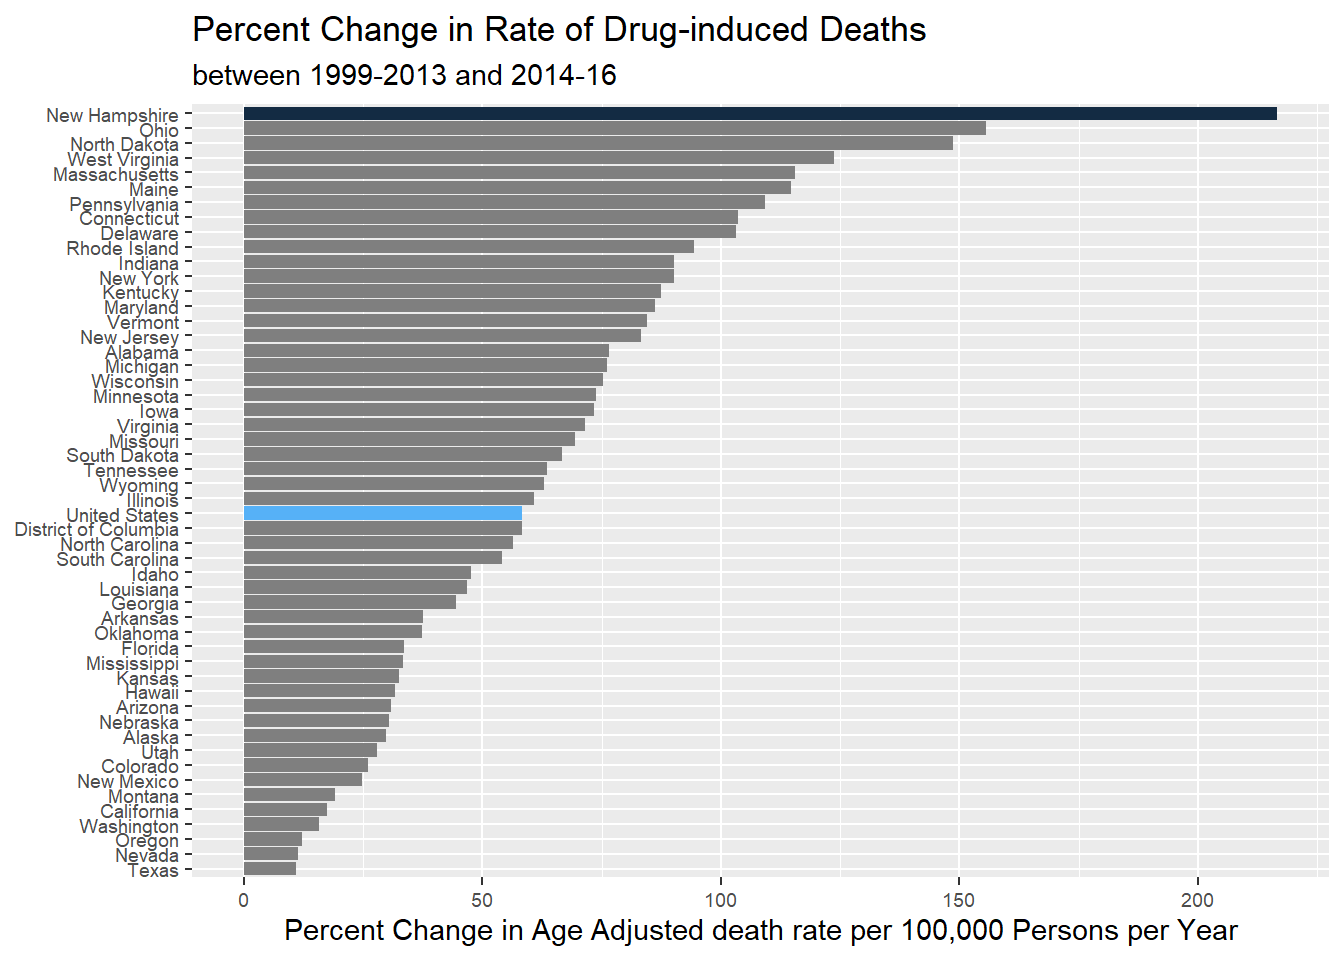 Percent Change in Rate of Drug-induced Deaths
between 1999-2013 and 2014-16
New Hampshire
Ohio
North Dakota
West Virginia
Massachusetts
Maine
Pennsylvania
Connecticut
Delaware
Rhode Island
Indiana
New York
Kentucky
Maryland
Vermont
New Jersey
Alabama
Michigan
Wisconsin
Minnesota
Iowa
Virginia
Missouri
South Dakota
Tennessee
Wyoming
Illinois
United States
District of Columbia
North Carolina
South Carolina
Idaho
Louisiana
Georgia
Arkansas
Oklahoma
Florida
Mississippi
Kansas
Hawaii
Arizona
Nebraska
Alaska
Utah
Colorado
New Mexico
Montana
California
Washington
Oregon
Nevada
Texas
0 50 100 150 200
Percent Change in Age Adjusted death rate per 100,000 Persons per Year